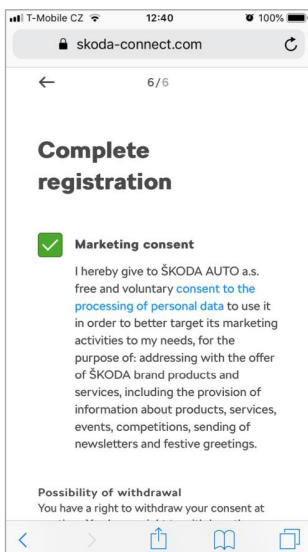 T-Mobile CZ 12:40 100%
skoda-connect.com
6/6
Complete
registration
Marketing consent
I hereby give to ŠKODA AUTO a.s.
free and voluntary consent to the
processing of personal data to use it
in order to better target its marketing
activities to my needs, for the
purpose of: addressing with the offer
of ŠKODA brand products and
services, including the provision of
information about products, services,
events, competitions, sending of
newsletters and festive greetings.
Possibility of withdrawal
You have a right to withdraw your consent at